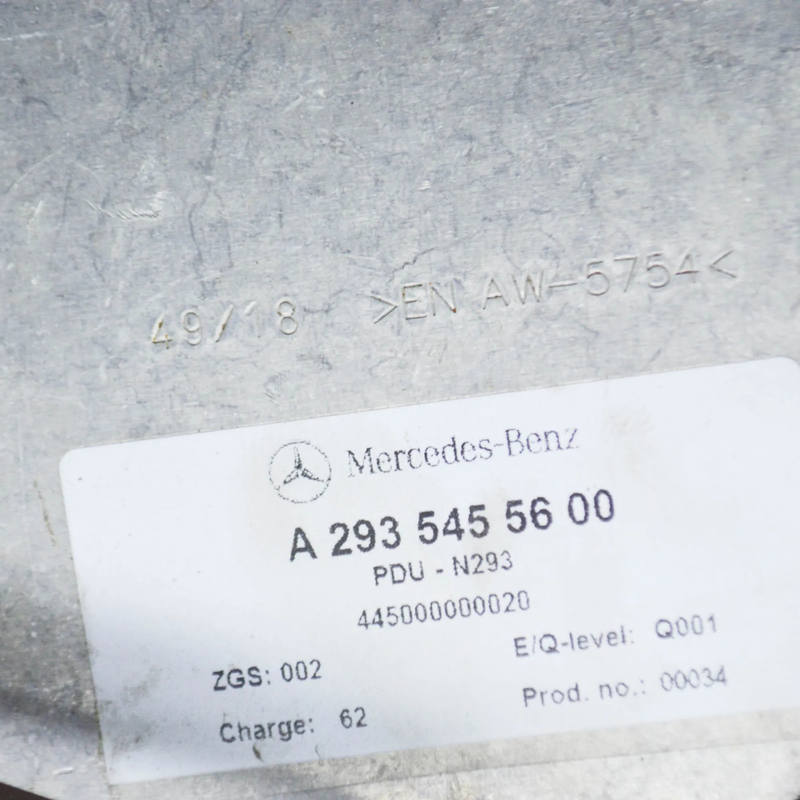 49/18 >EN AW-5754<
Mercedes-Benz
A 293 545 56 00
PDU - N293
445000000020
ZGS: 002 E/Q-level: Q001
Charge: 62 Prod. no.: 00034